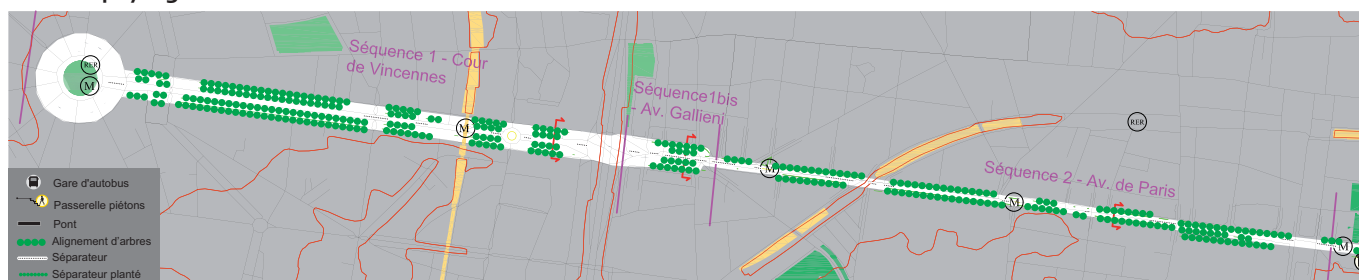 RER
M
Séquence 1 - Cour
de Vincennes
M
Séquence1bis
- Av. Gallieni
M
RER
Séquence 2 - Av. de Paris
M
M
Gare d'autobus
Passerelle piétons
Pont
Alignement d'arbres
Séparateur
Séparateur planté